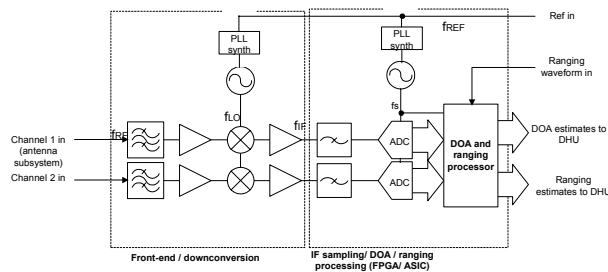 Ref in
fREF
PLL
synth
PLL
synth
Ranging
waveform in
fLO
fIF
fs
fRF
Channel 1 in
(antenna
subsystem)
Channel 2 in
ADC
ADC
DOA and
ranging
processor
DOA estimates to
DHU
Ranging
estimates to DHU
Front-end / downconversion
IF sampling/ DOA / ranging
processing (FPGA/ ASIC)